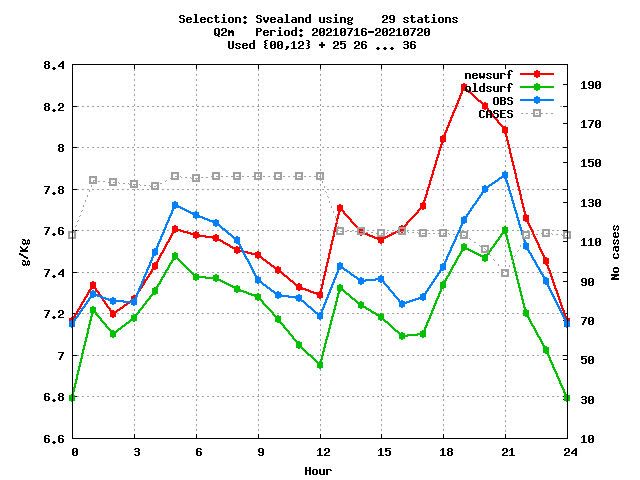 Selection: Svealand using    29 stations
Q2m   Period: 20210716-20210720
Used {00,12} + 25 26 ... 36
newsurf
oldsurf
OBS
CASES
8.4
8.2
8
7.8
7.6
7.4
7.2
7
6.8
6.6
g/Kg
190
170
150
130
110
90
70
50
30
10
No cases
0 3 6 9 12 15 18 21 24
Hour